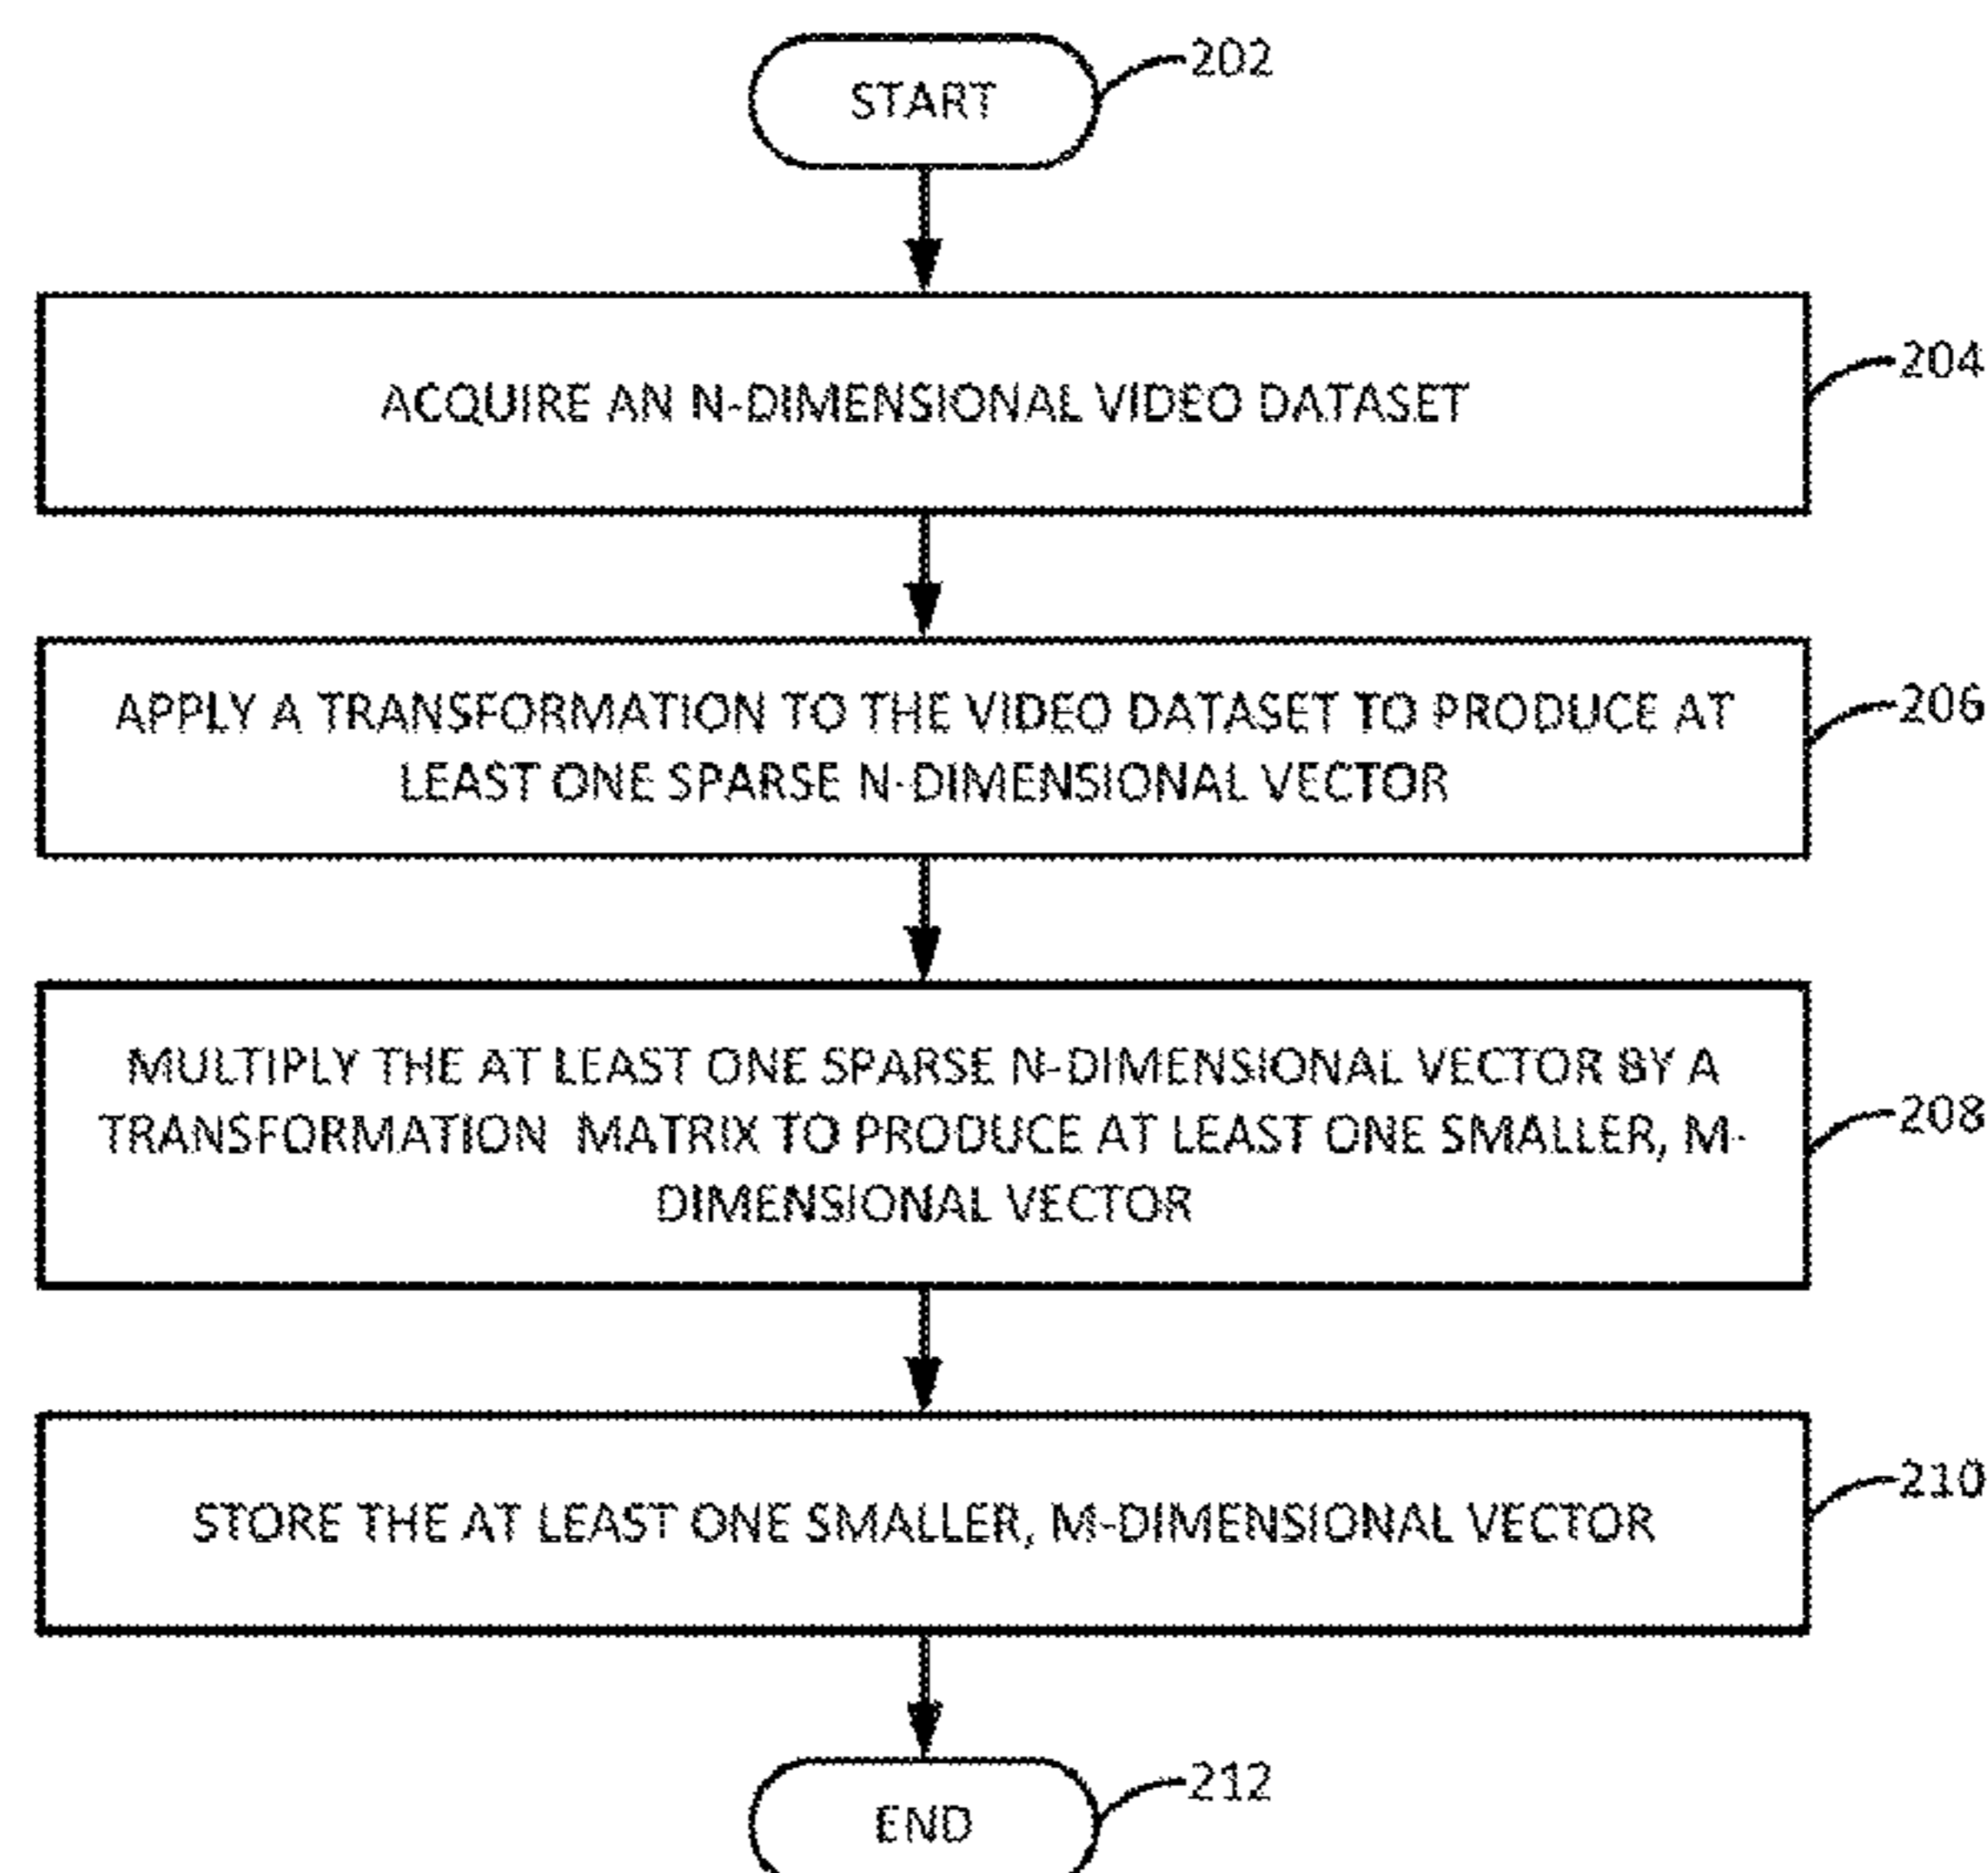 START
202
ACQUIRE AN N-DIMENSIONAL VIDEO DATASET
204
APPLY A TRANSFORMATION TO THE VIDEO DATASET TO PRODUCE AT
LEAST ONE SPARSE N-DIMENSIONAL VECTOR
206
MULTIPLY THE AT LEAST ONE SPARSE N-DIMENSIONAL VECTOR BY A
TRANSFORMATION MATRIX TO PRODUCE AT LEAST ONE SMALLER, M-
DIMENSIONAL VECTOR
208
STORE THE AT LEAST ONE SMALLER, M-DIMENSIONAL VECTOR
210
END
212